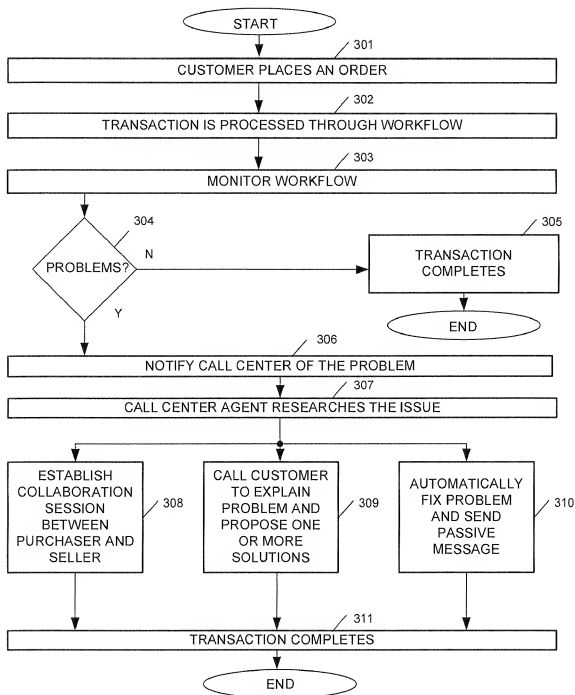 START
301
CUSTOMER PLACES AN ORDER
302
TRANSACTION IS PROCESSED THROUGH WORKFLOW
303
MONITOR WORKFLOW
304
PROBLEMS?
N
Y
305
TRANSACTION
COMPLETES
END
306
NOTIFY CALL CENTER OF THE PROBLEM
307
CALL CENTER AGENT RESEARCHES THE ISSUE
ESTABLISH
COLLABORATION
SESSION
BETWEEN
PURCHASER AND
SELLER
308
CALL CUSTOMER
TO EXPLAIN
PROBLEM AND
PROPOSE ONE
OR MORE
SOLUTIONS
309
AUTOMATICALLY
FIX PROBLEM
AND SEND
PASSIVE
MESSAGE
310
311
TRANSACTION COMPLETES
END